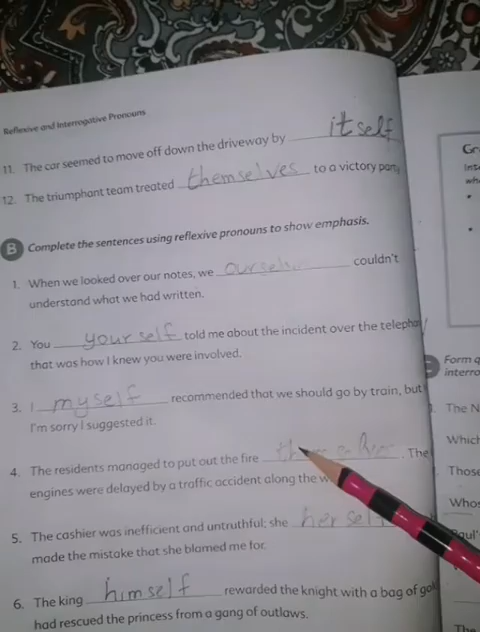 Reflexive and Interrogative Pronouns
11. The car seemed to move off down the driveway by itself
12. The triumphant team treated themselves to a victory
B Complete the sentences using reflexive pronouns to show emphasis.
1. When we looked over our notes, we couldn't
understand what we had written.
2. You yourself told me about the incident over the
that was how I knew you were involved.
3. I myself recommended that we should go by train, but
I'm sorry I suggested it.
4. The residents managed to put out the fire . The
engines were delayed by a traffic accident along the
5. The cashier was inefficient and untruthful; she herself
made the mistake that she blamed me for.
6. The king himself rewarded the knight with a bag of
had rescued the princess from a gang of outlaws.
Form
The
Which
Those
The